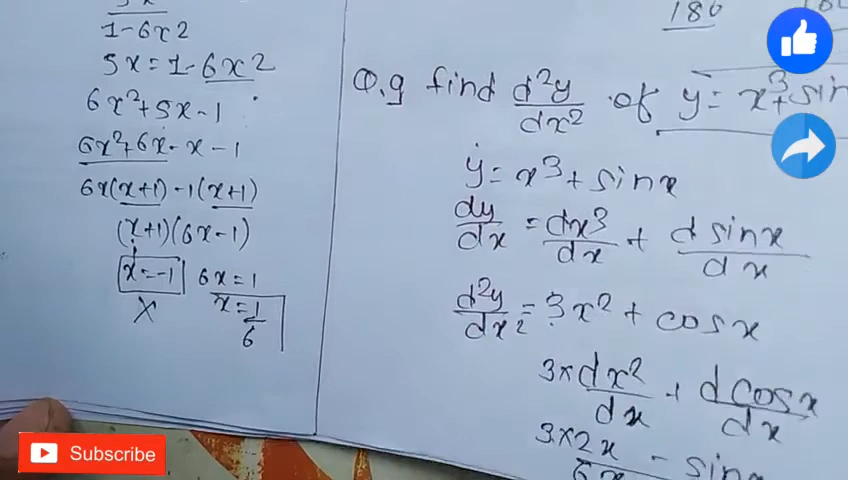 1-6x2
5x=1-6x2
6x²+5x-1
6x²+6x-x-1
6x(x+1)-1(x+1)
(x+1)(6x-1)
x=-1 6x=1
X x=1/6
180
Q.9 find d²y/dx² of y= x³+sin
y=x³+sinx
dy/dx = dx3/dx + d sinx/dx
d²y/dx2 = 3x²+cosx
3x dx2/dx + d cosx/dx
3x2x - sinx
6x
Subscribe